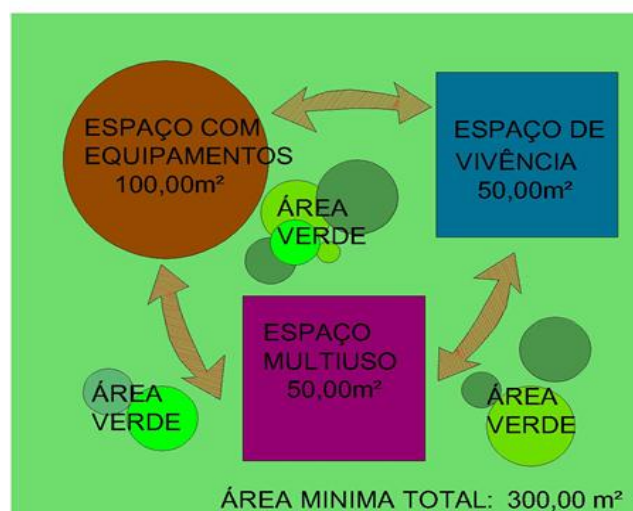 ESPAÇO COM
EQUIPAMENTOS
100,00m²
ESPAÇO DE
VIVÊNCIA
50,00m²
ÁREA
VERDE
ESPAÇO
MULTIUSO
50,00m²
ÁREA
VERDE
ÁREA
VERDE
ÁREA MINIMA TOTAL: 300,00 m²